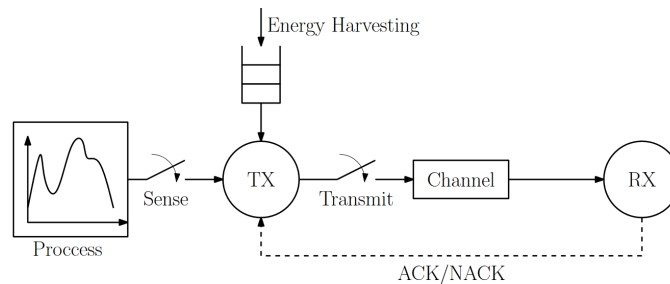 Energy Harvesting
TX
RX
Channel
Sense
Transmit
Proccess
ACK/NACK